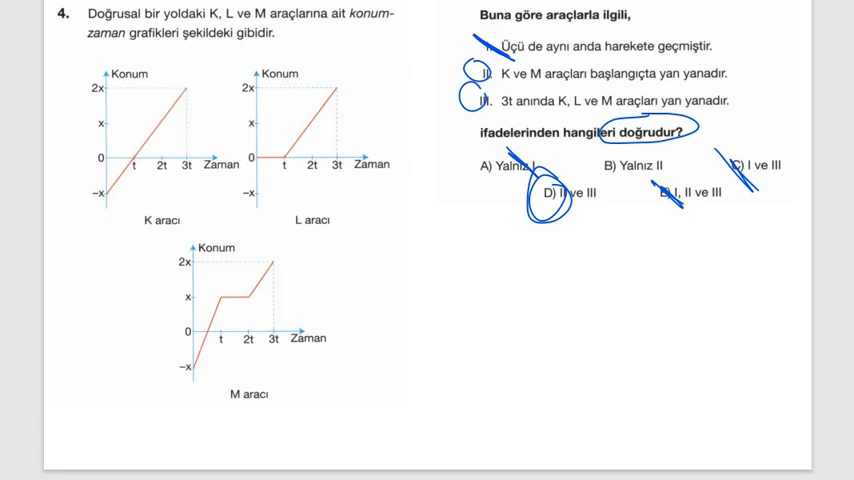 4. Doğrusal bir yoldaki K, L ve M araçlarına ait konum-
zaman grafikleri şekildeki gibidir.
Konum
2x
x
0
–x
t 2t 3t Zaman
K aracı
Konum
2x
x
0
–x
t 2t 3t Zaman
L aracı
Konum
2x
x
0
–x
t 2t 3t Zaman
M aracı
Buna göre araçlarla ilgili,
I. Üçü de aynı anda harekete geçmiştir.
II. K ve M araçları başlangıçta yan yanadır.
III. 3t anında K, L ve M araçları yan yanadır.
ifadelerinden hangileri doğrudur?
A) Yalnız I B) Yalnız II C) I ve III
D) II ve III E) I, II ve III